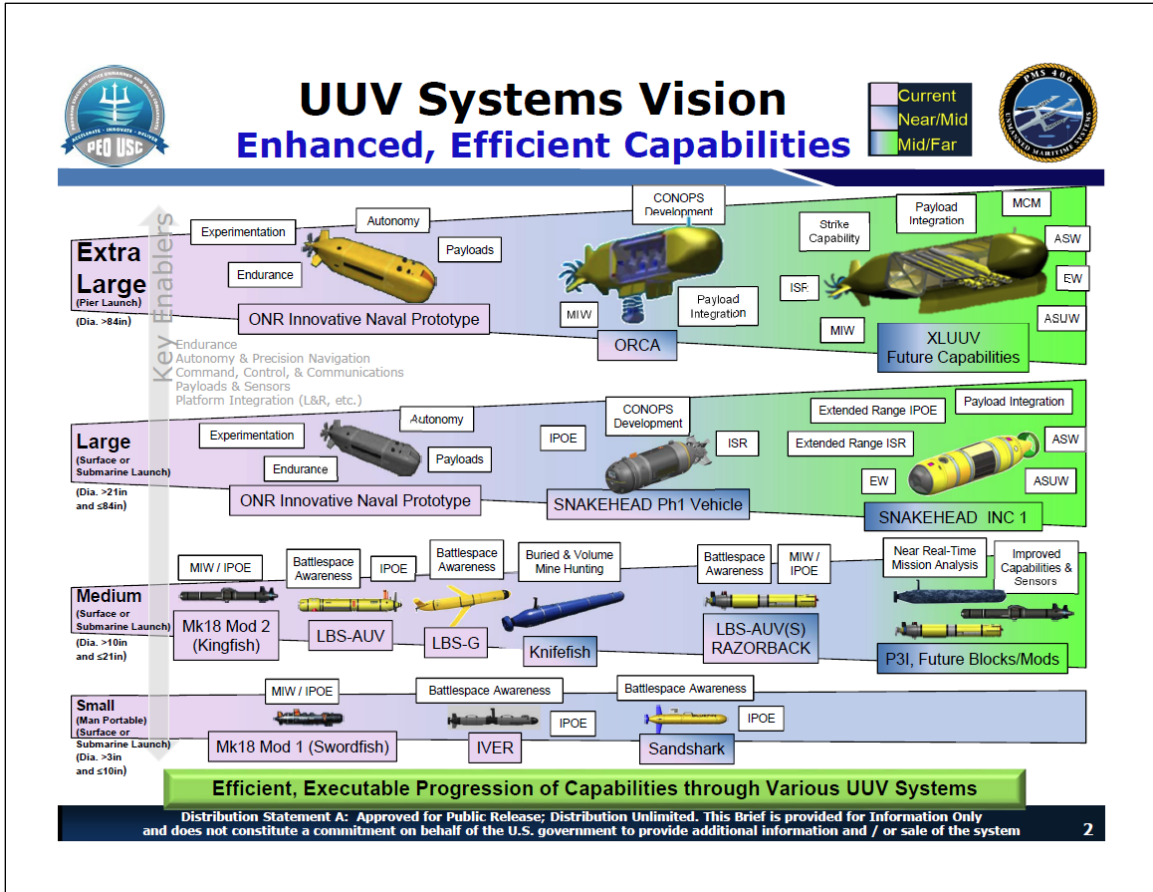 UUV Systems Vision
Enhanced, Efficient Capabilities
PEO USC
ACCELERATE - INNOVATE - DELIVER
Current
Near/Mid
Mid/Far
PMS 406
UNMANNED MARITIME SYSTEMS
Key Enablers
Endurance
Autonomy & Precision Navigation
Command, Control, & Communications
Payloads & Sensors
Platform Integration (L&R, etc.)
Extra
Large
(Pier Launch)
(Dia. >84in)
Experimentation
Autonomy
Endurance
Payloads
ONR Innovative Naval Prototype
CONOPS
Development
MIW
Payload
Integration
ORCA
Strike
Capability
Payload
Integration
MCM
ISR
ASW
EW
MIW
ASUW
XLUUV
Future Capabilities
Large
(Surface or
Submarine Launch)
(Dia. >21in
and ≤84in)
Experimentation
Autonomy
Endurance
Payloads
ONR Innovative Naval Prototype
IPOE
CONOPS
Development
ISR
SNAKEHEAD Ph1 Vehicle
Extended Range IPOE
Payload Integration
Extended Range ISR
ASW
EW
ASUW
SNAKEHEAD INC 1
Medium
(Surface or
Submarine Launch)
(Dia. >10in
and ≤21in)
MIW / IPOE
Mk18 Mod 2
(Kingfish)
Battlespace
Awareness
IPOE
LBS-AUV
Battlespace
Awareness
LBS-G
Buried & Volume
Mine Hunting
Knifefish
Battlespace
Awareness
MIW /
IPOE
LBS-AUV(S)
RAZORBACK
Near Real-Time
Mission Analysis
Improved
Capabilities &
Sensors
P3I, Future Blocks/Mods
Small
(Man Portable)
(Surface or
Submarine Launch)
(Dia. >3in
and ≤10in)
MIW / IPOE
Mk18 Mod 1 (Swordfish)
Battlespace Awareness
IPOE
IVER
Battlespace Awareness
IPOE
Sandshark
Efficient, Executable Progression of Capabilities through Various UUV Systems
Distribution Statement A: Approved for Public Release; Distribution Unlimited. This Brief is provided for Information Only
and does not constitute a commitment on behalf of the U.S. government to provide additional information and / or sale of the system
2